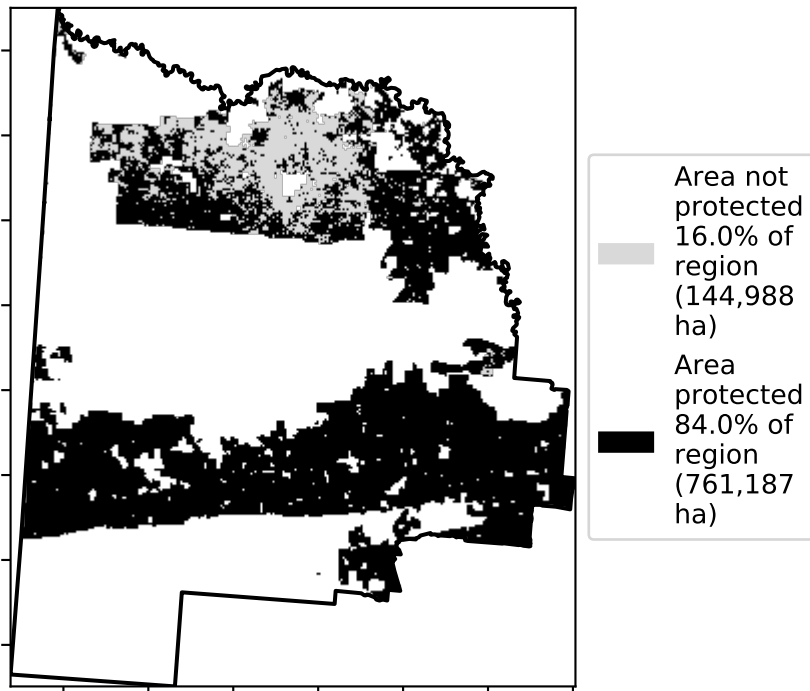 Area not
protected
16.0% of
region
(144,988
ha)
Area
protected
84.0% of
region
(761,187
ha)